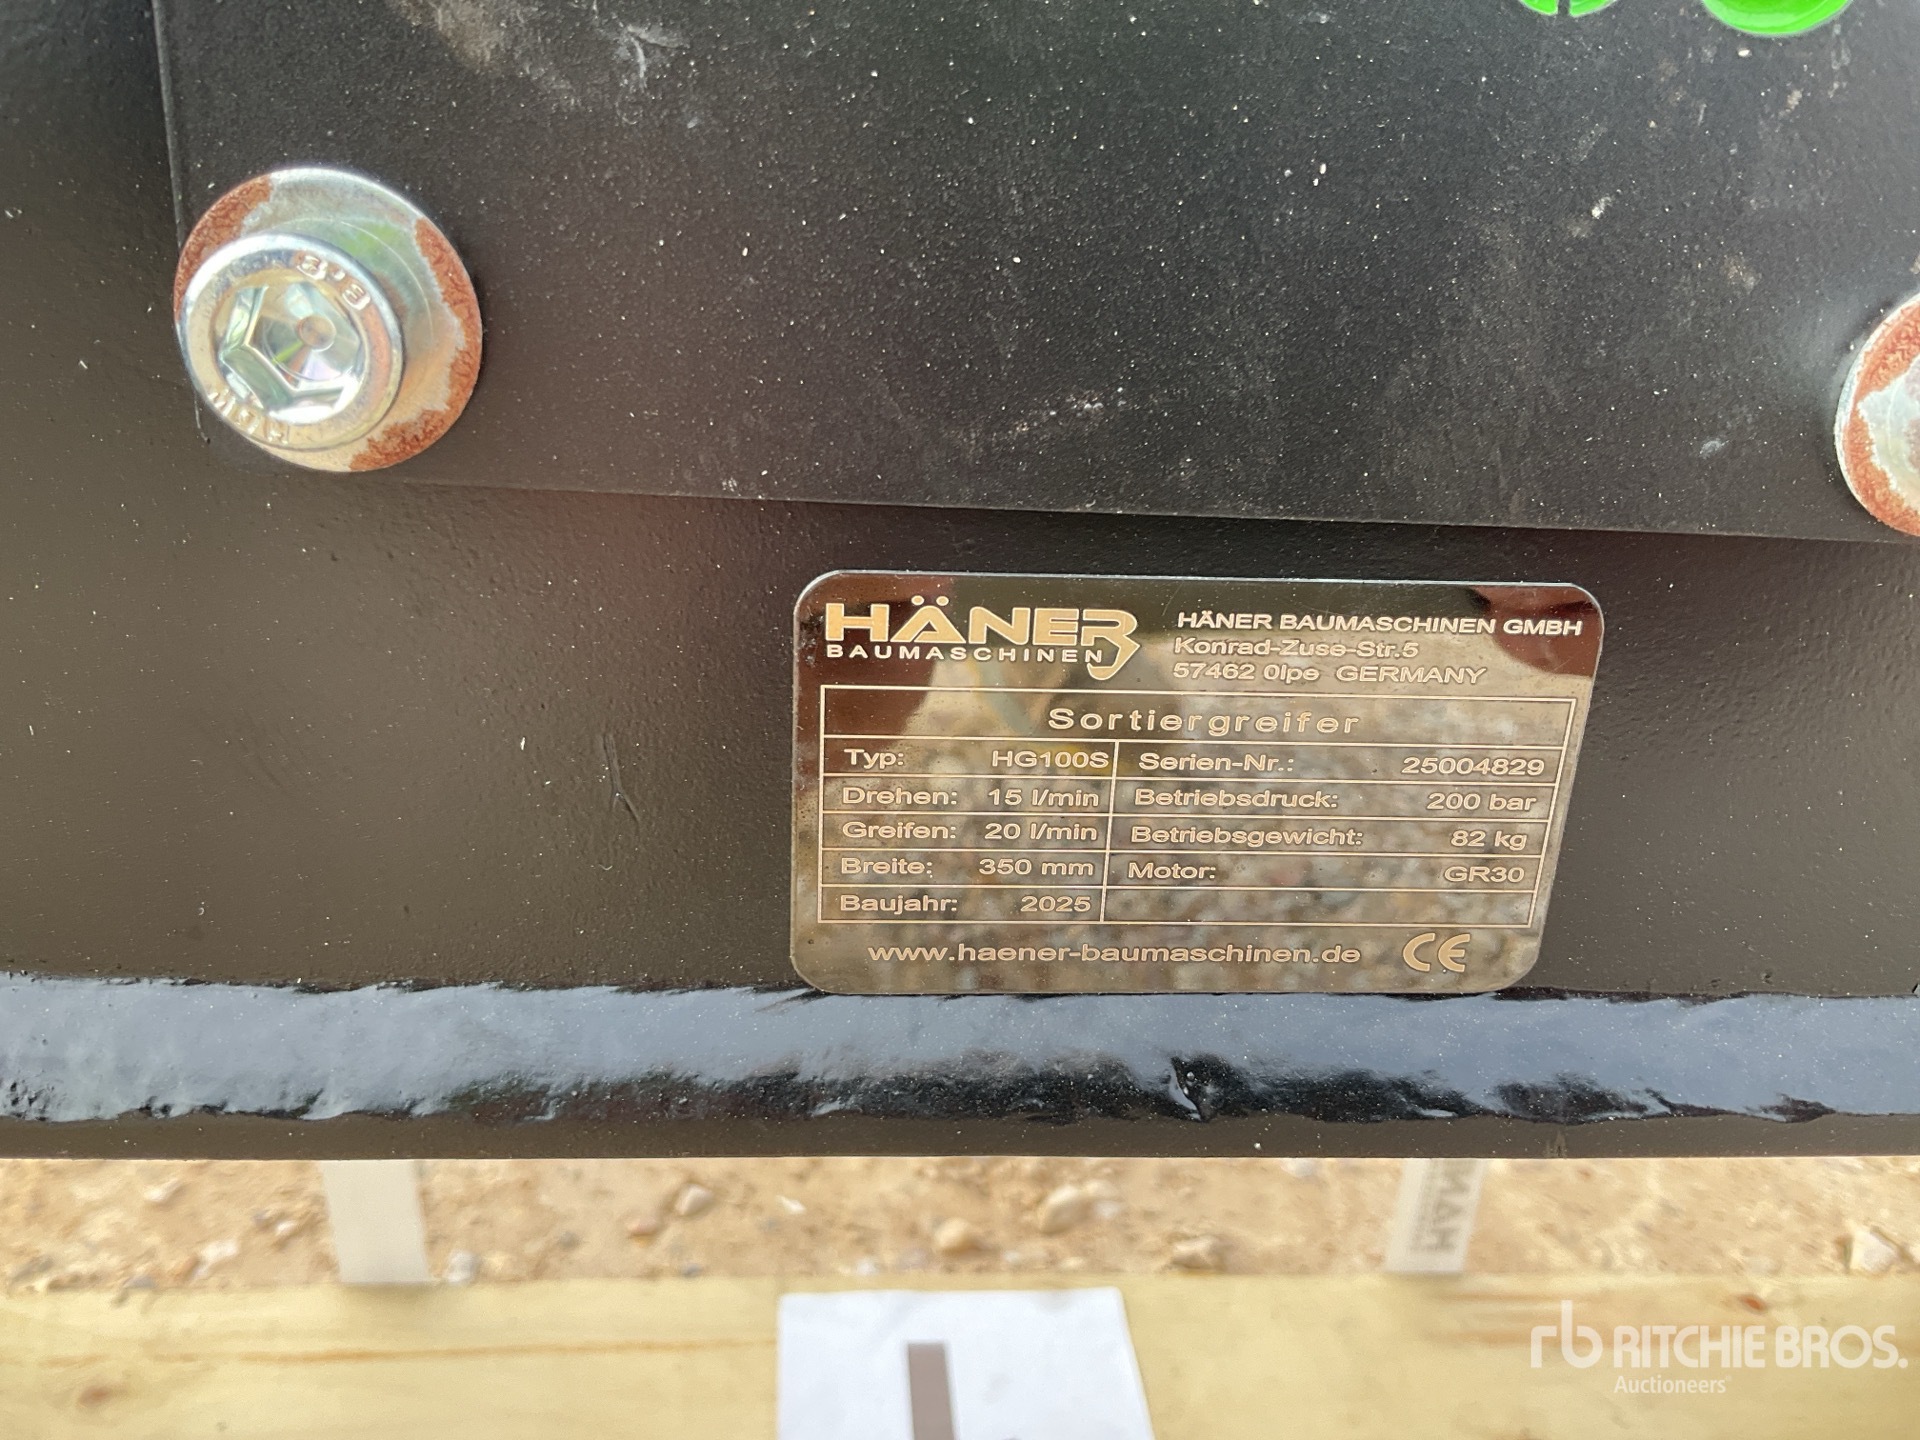 8.8
HÄNER
BAUMASCHINEN
HÄNER BAUMASCHINEN GMBH
Konrad-Zuse-Str.5
57462 Olpe GERMANY
Sortiergreifer
Typ: HG100S Serien-Nr.: 25004829
Drehen: 15 l/min Betriebsdruck: 200 bar
Greifen: 20 l/min Betriebsgewicht: 82 kg
Breite: 350 mm Motor: GR30
Baujahr: 2025
www.haener-baumaschinen.de CE
rb RITCHIE BROS.
Auctioneers